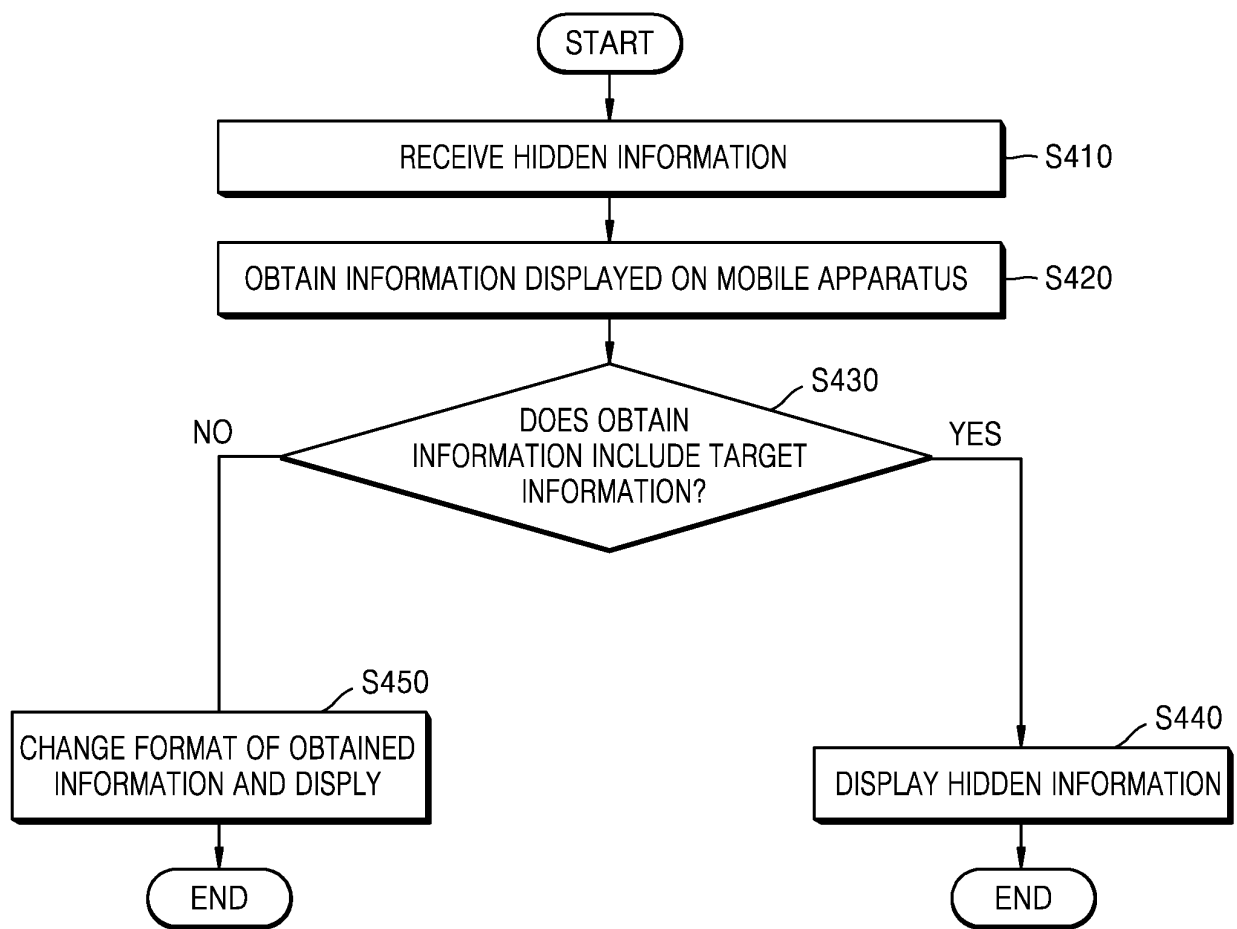 START
RECEIVE HIDDEN INFORMATION
S410
OBTAIN INFORMATION DISPLAYED ON MOBILE APPARATUS
S420
S430
DOES OBTAIN
INFORMATION INCLUDE TARGET
INFORMATION?
NO
YES
S450
CHANGE FORMAT OF OBTAINED
INFORMATION AND DISPLY
S440
DISPLAY HIDDEN INFORMATION
END
END